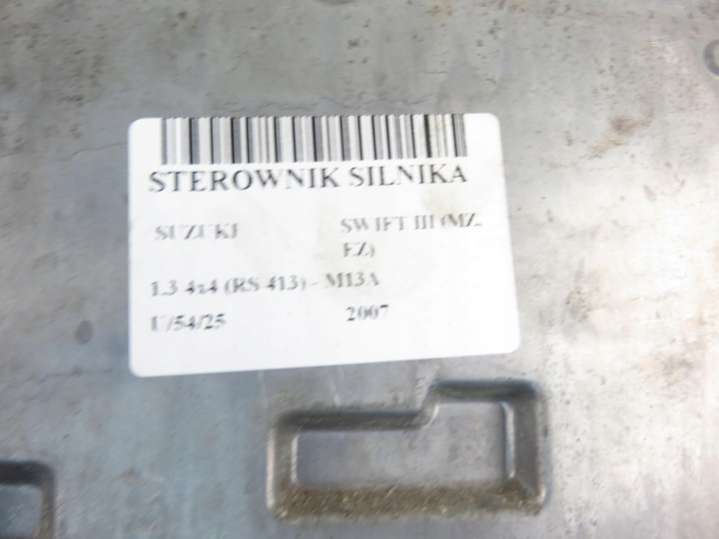 STEROWNIK SILNIKA
SUZUKI SWIFT III (MZ,
EZ)
1.3 4x4 (RS 413) - M13A
U/54/25 2007